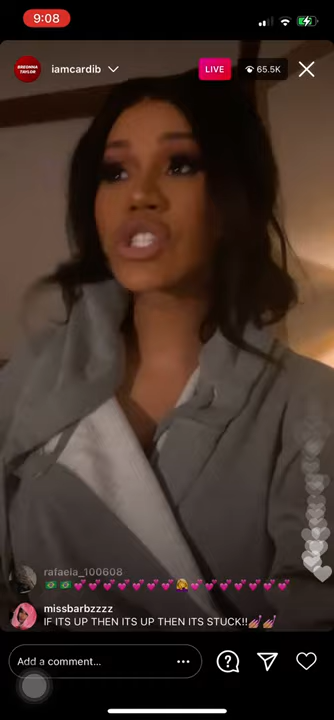 9:08
BREONNA
TAYLOR
iamcardib
LIVE
65.5K
rafaela_100608
🇧🇷🇧🇷💕💕💕💕💕💕💕🤷‍♀️💕💕💕💕💕💕💕
missbarbzzzz
IF ITS UP THEN ITS UP THEN ITS STUCK!!💅🏽💅🏽
Add a comment...